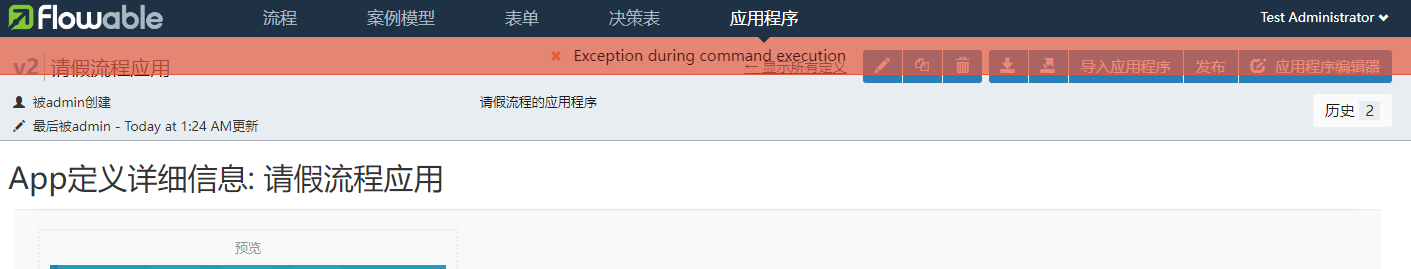 Flowable 流程 案例模型 表单 决策表 应用程序 Test Administrator
Exception during command execution
v2 请假流程应用 ← 显示所有定义 导入应用程序 发布 应用程序编辑器
被admin创建 请假流程的应用程序 历史 2
最后被admin - Today at 1:24 AM更新
App定义详细信息: 请假流程应用
预览